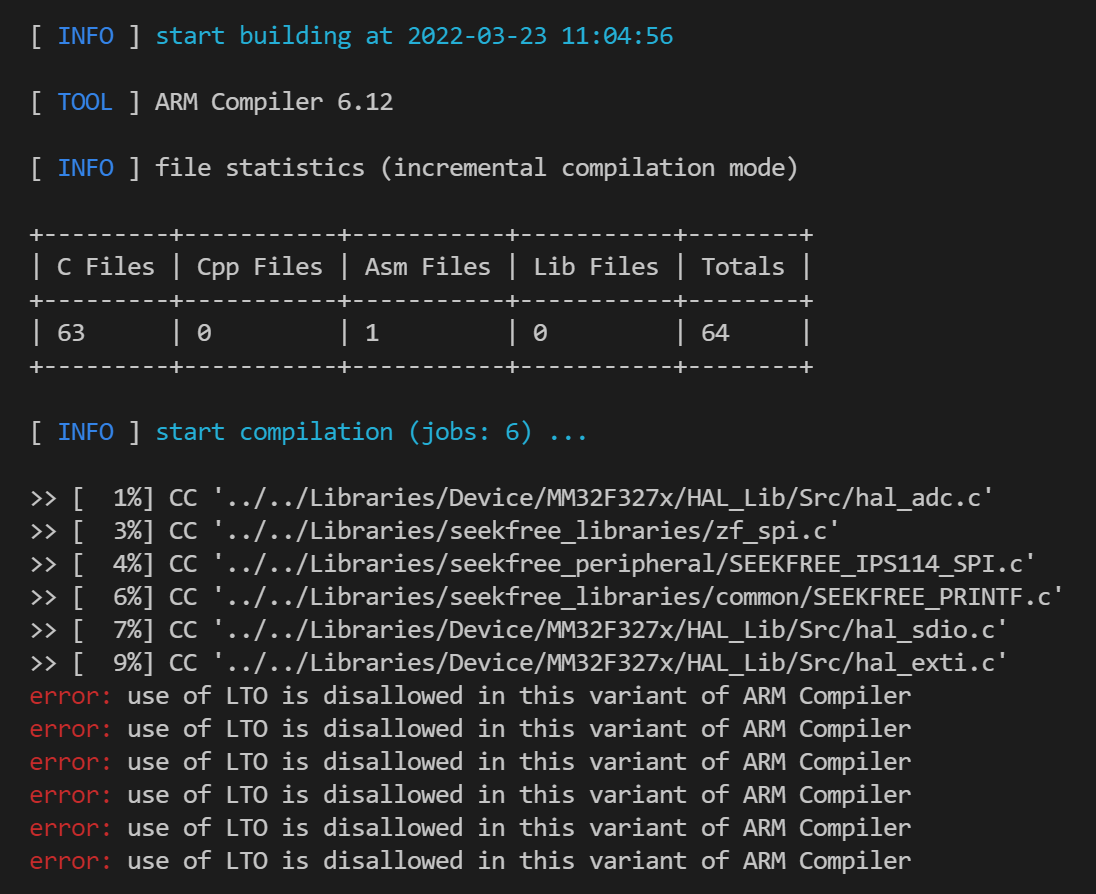 [ INFO ] start building at 2022-03-23 11:04:56
[ TOOL ] ARM Compiler 6.12
[ INFO ] file statistics (incremental compilation mode)
+---------+-----------+-----------+-----------+--------+
| C Files | Cpp Files | Asm Files | Lib Files | Totals |
+---------+-----------+-----------+-----------+--------+
| 63      | 0         | 1         | 0         | 64     |
+---------+-----------+-----------+-----------+--------+
[ INFO ] start compilation (jobs: 6) ...
>> [  1%] CC '../../Libraries/Device/MM32F327x/HAL_Lib/Src/hal_adc.c'
>> [  3%] CC '../../Libraries/seekfree_libraries/zf_spi.c'
>> [  4%] CC '../../Libraries/seekfree_peripheral/SEEKFREE_IPS114_SPI.c'
>> [  6%] CC '../../Libraries/seekfree_libraries/common/SEEKFREE_PRINTF.c'
>> [  7%] CC '../../Libraries/Device/MM32F327x/HAL_Lib/Src/hal_sdio.c'
>> [  9%] CC '../../Libraries/Device/MM32F327x/HAL_Lib/Src/hal_exti.c'
error: use of LTO is disallowed in this variant of ARM Compiler
error: use of LTO is disallowed in this variant of ARM Compiler
error: use of LTO is disallowed in this variant of ARM Compiler
error: use of LTO is disallowed in this variant of ARM Compiler
error: use of LTO is disallowed in this variant of ARM Compiler
error: use of LTO is disallowed in this variant of ARM Compiler